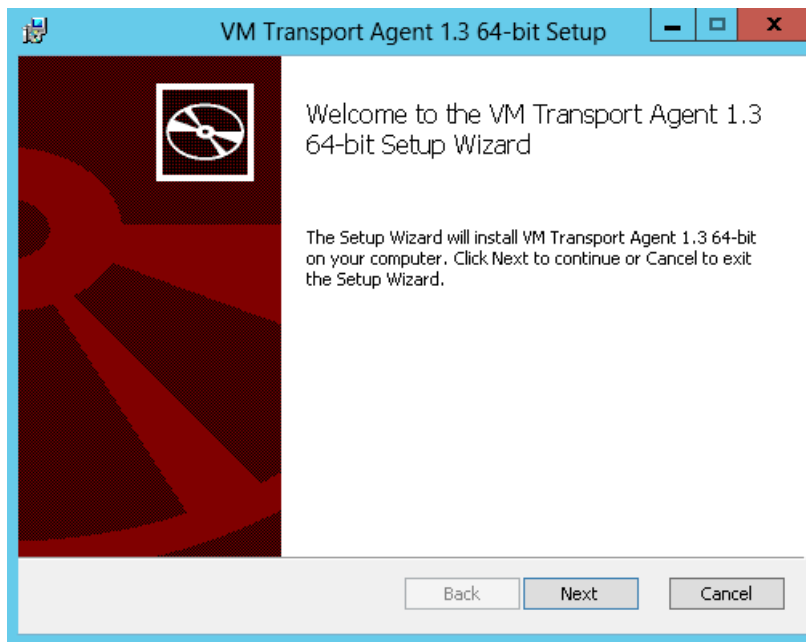 VM Transport Agent 1.3 64-bit Setup
Welcome to the VM Transport Agent 1.3
64-bit Setup Wizard
The Setup Wizard will install VM Transport Agent 1.3 64-bit
on your computer. Click Next to continue or Cancel to exit
the Setup Wizard.
Back Next Cancel